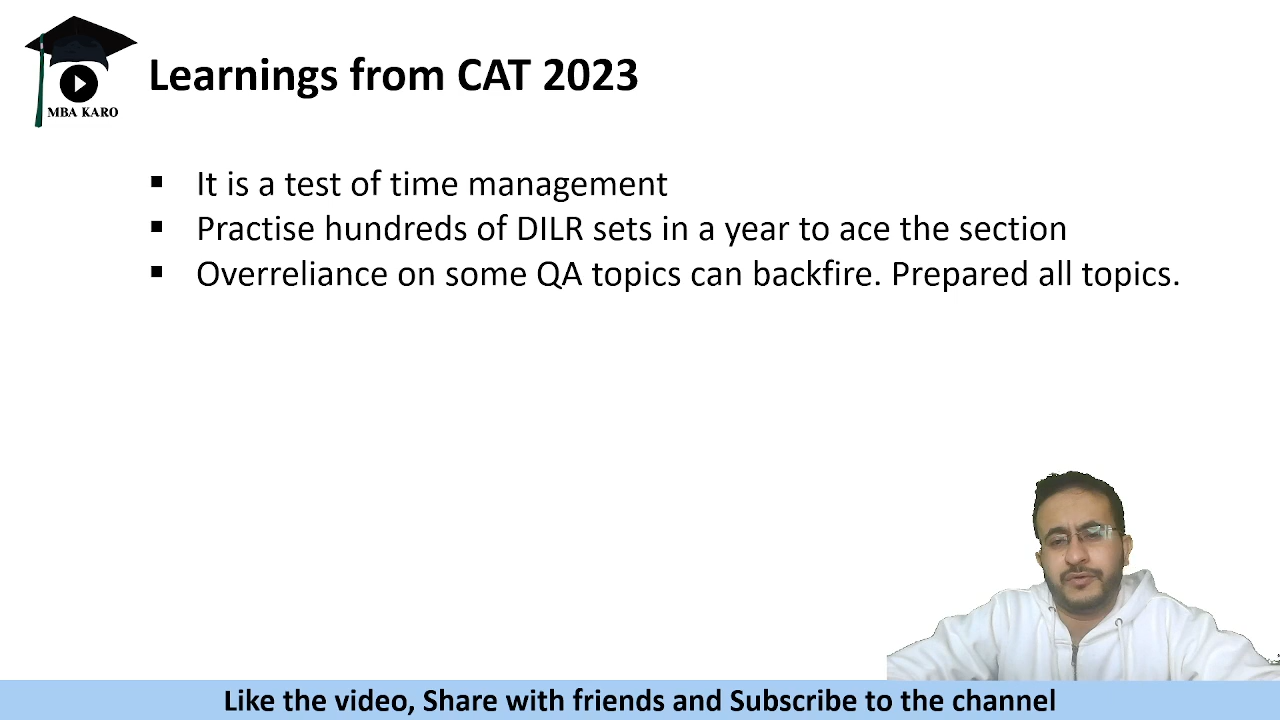 MBA KARO
Learnings from CAT 2023
It is a test of time management
Practise hundreds of DILR sets in a year to ace the section
Overreliance on some QA topics can backfire. Prepared all topics.
Like the video, Share with friends and Subscribe to the channel